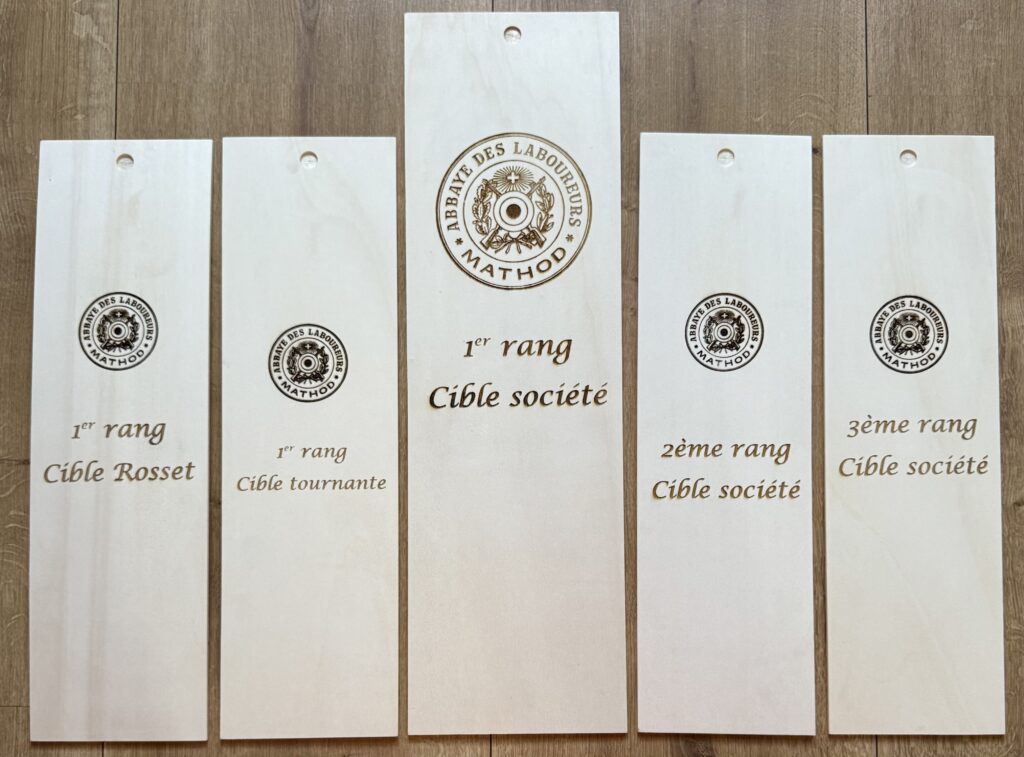 ABBAYE DES LABOUREURS
* MATHOD *
1er rang
Cible Rosset
ABBAYE DES LABOUREURS
* MATHOD *
1er rang
Cible tournante
ABBAYE DES LABOUREURS
* MATHOD *
1er rang
Cible société
ABBAYE DES LABOUREURS
* MATHOD *
2ème rang
Cible société
ABBAYE DES LABOUREURS
* MATHOD *
3ème rang
Cible société